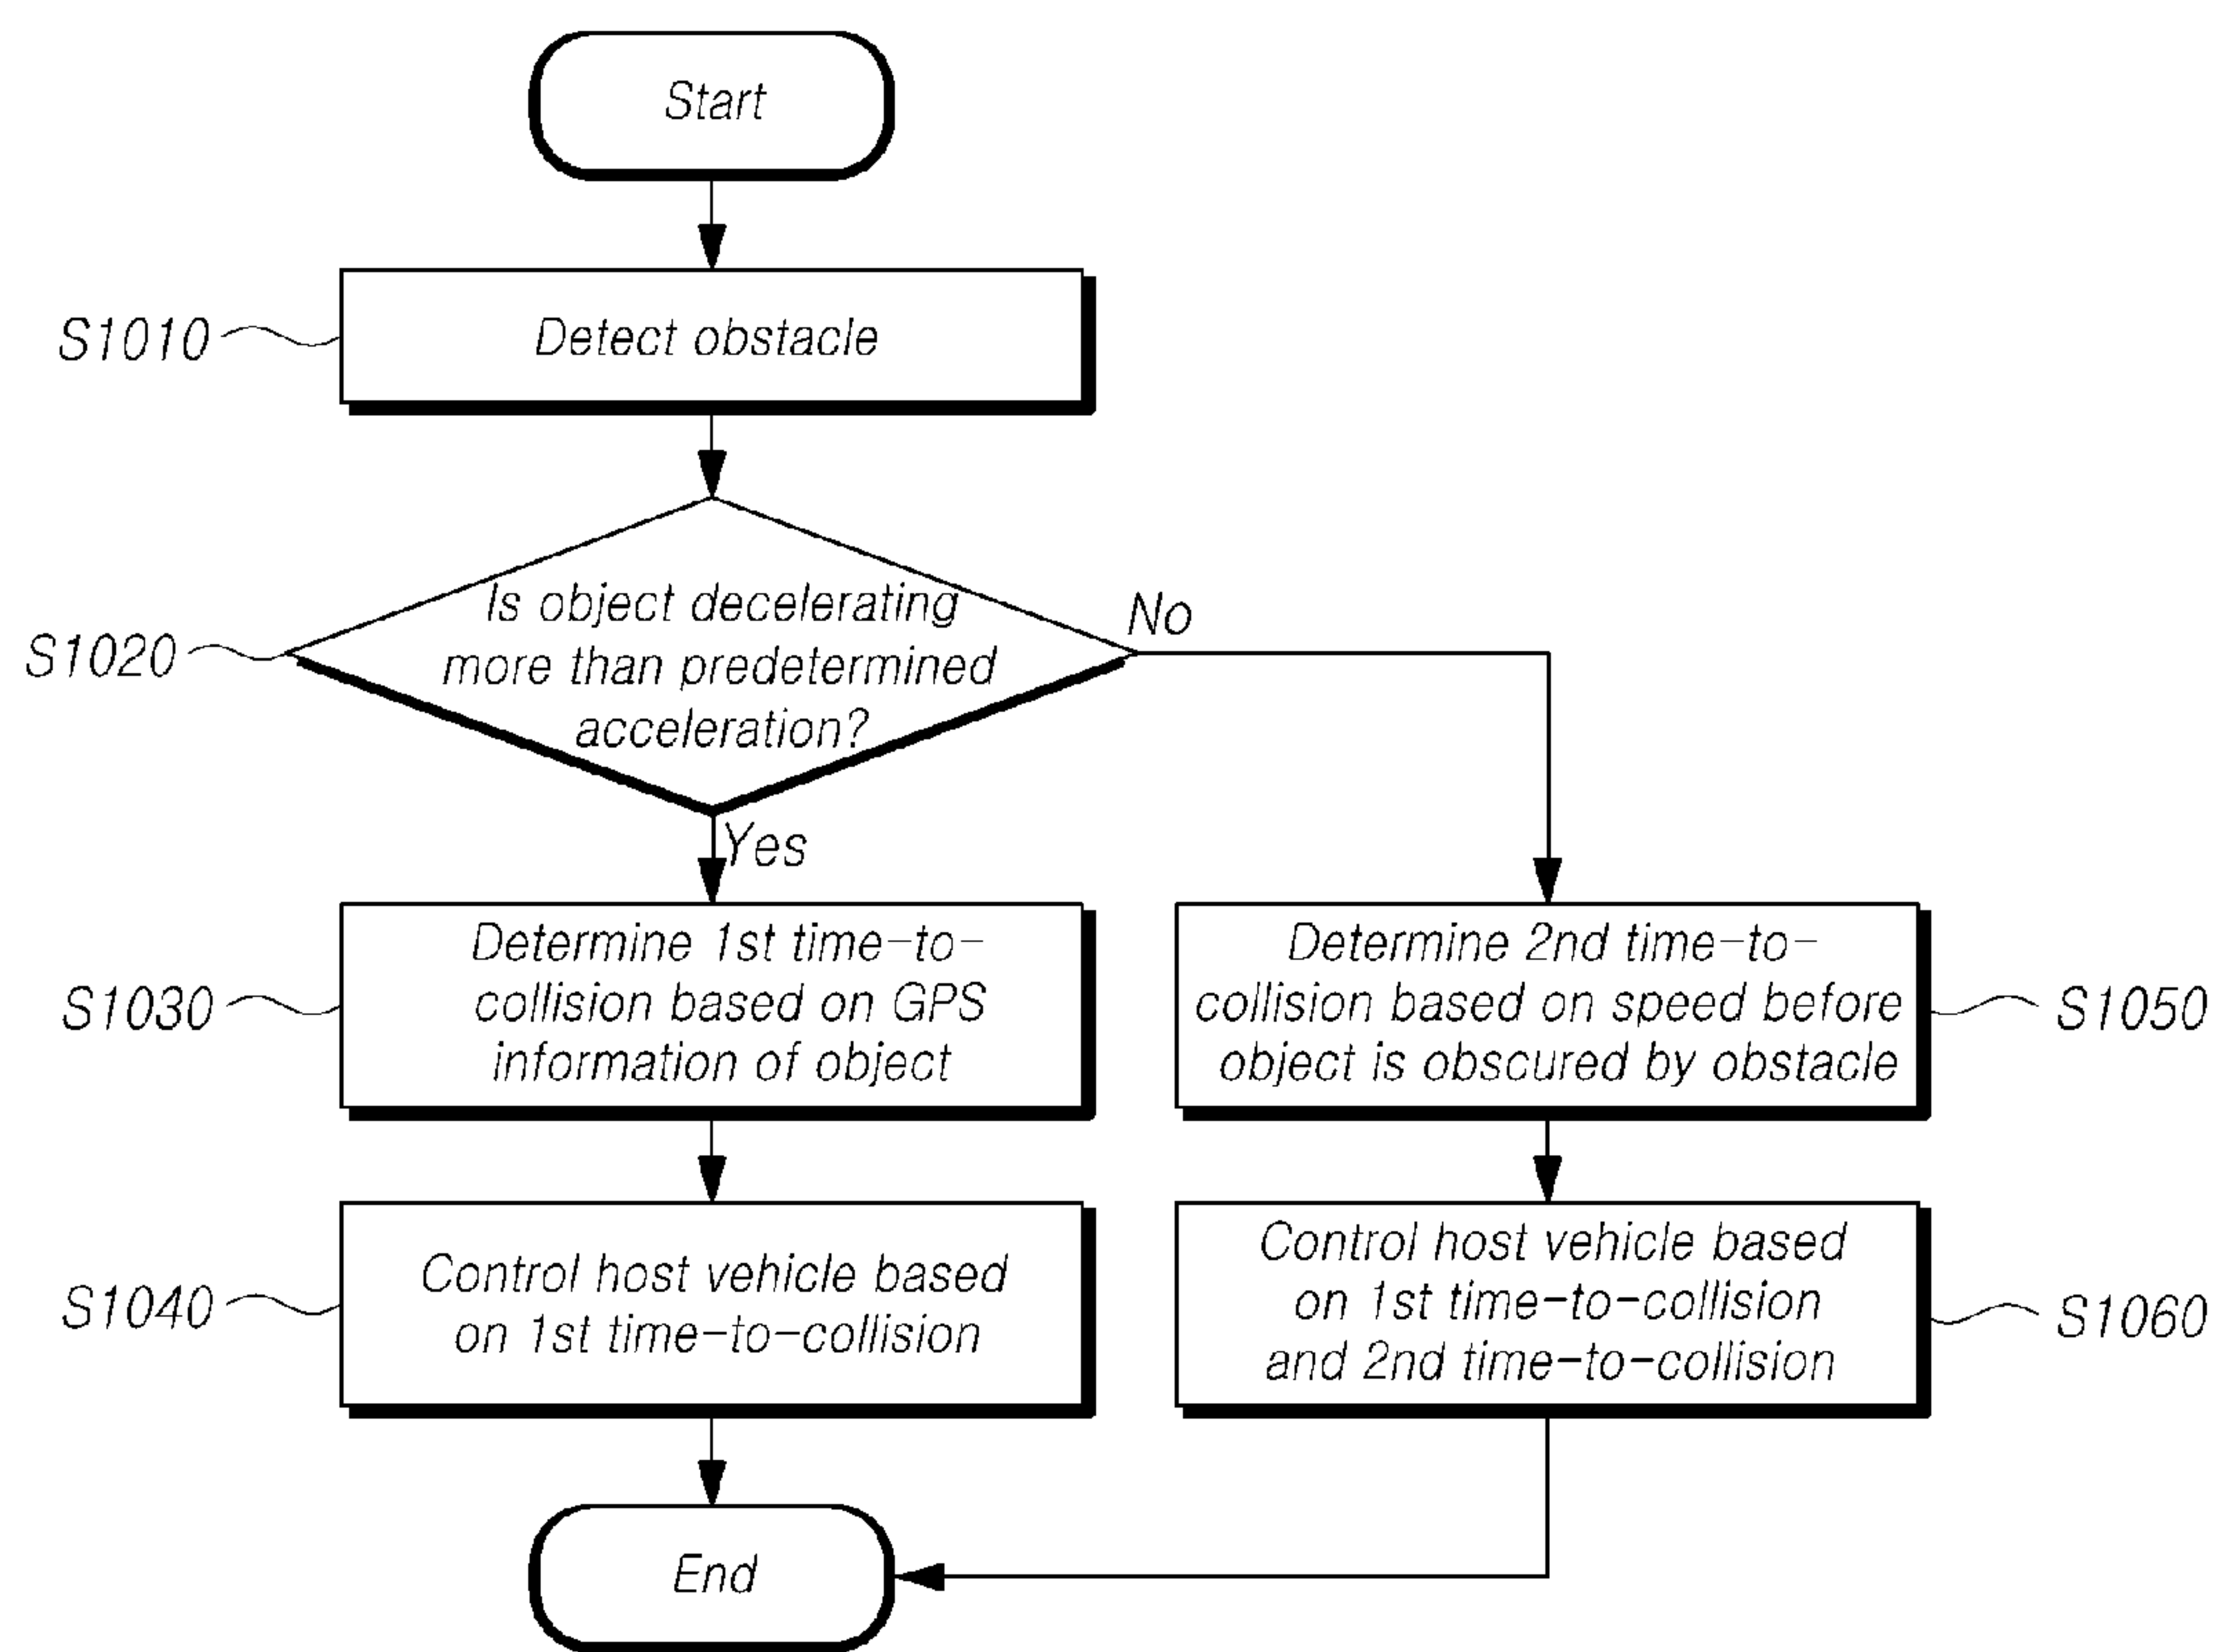 Start
S1010
Detect obstacle
S1020
Is object decelerating
more than predetermined
acceleration?
No
Yes
S1030
Determine 1st time-to-
collision based on GPS
information of object
Determine 2nd time-to-
collision based on speed before
object is obscured by obstacle
S1050
S1040
Control host vehicle based
on 1st time-to-collision
Control host vehicle based
on 1st time-to-collision
and 2nd time-to-collision
S1060
End